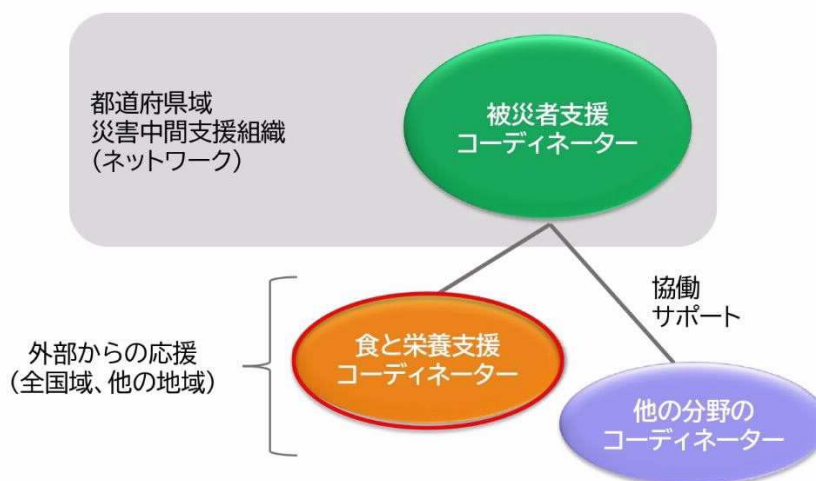 都道府県域
災害中間支援組織
(ネットワーク)
被災者支援
コーディネーター
協働
サポート
外部からの応援
(全国域、他の地域)
食と栄養支援
コーディネーター
他の分野の
コーディネーター